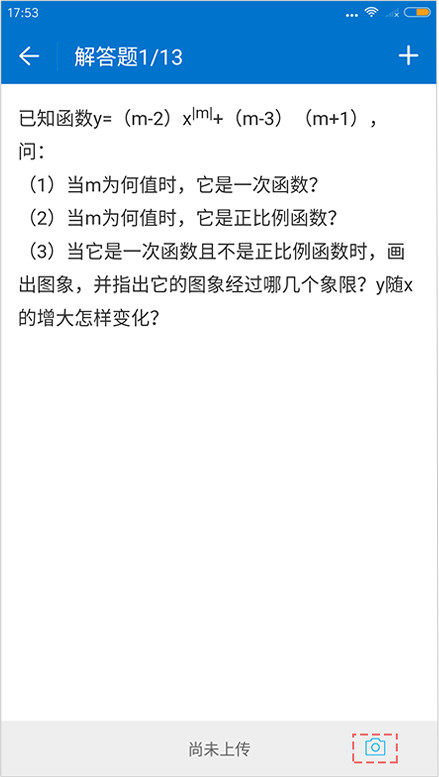 17:53
解答题1/13
已知函数y=（m-2）x|m|+（m-3）（m+1），
问：
（1）当m为何值时，它是一次函数？
（2）当m为何值时，它是正比例函数？
（3）当它是一次函数且不是正比例函数时，画
出图象，并指出它的图象经过哪几个象限？y随x
的增大怎样变化？
尚未上传